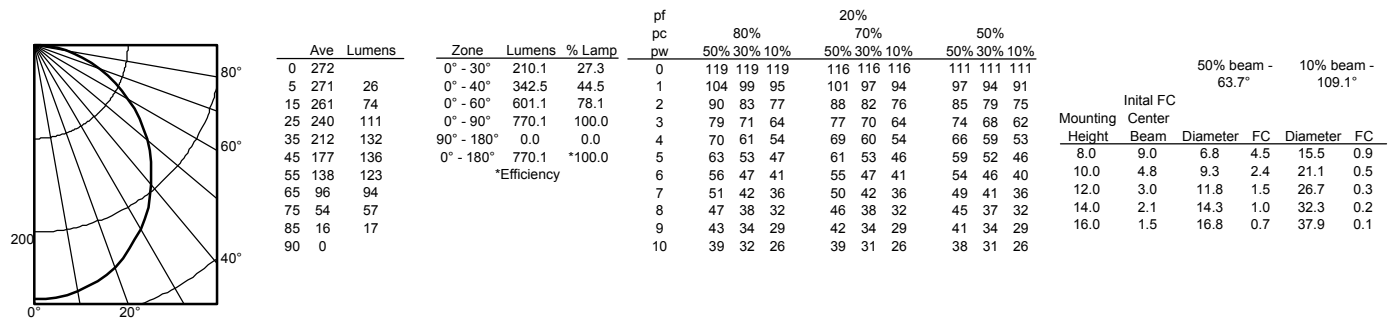 80°
60°
200
40°
0° 20°
Ave Lumens
0 272
5 271 26
15 261 74
25 240 111
35 212 132
45 177 136
55 138 123
65 96 94
75 54 57
85 16 17
90 0
Zone Lumens % Lamp
0° - 30° 210.1 27.3
0° - 40° 342.5 44.5
0° - 60° 601.1 78.1
0° - 90° 770.1 100.0
90° - 180° 0.0 0.0
0° - 180° 770.1 *100.0
*Efficiency
pf 20%
pc 80% 70% 50%
pw 50% 30% 10% 50% 30% 10% 50% 30% 10%
0 119 119 119 116 116 116 111 111 111
1 104 99 95 101 97 94 97 94 91
2 90 83 77 88 82 76 85 79 75
3 79 71 64 77 70 64 74 68 62
4 70 61 54 69 60 54 66 59 53
5 63 53 47 61 53 46 59 52 46
6 56 47 41 55 47 41 54 46 40
7 51 42 36 50 42 36 49 41 36
8 47 38 32 46 38 32 45 37 32
9 43 34 29 42 34 29 41 34 29
10 39 32 26 39 31 26 38 31 26
50% beam - 10% beam -
63.7° 109.1°
Inital FC
Mounting Center
Height Beam Diameter FC Diameter FC
8.0 9.0 6.8 4.5 15.5 0.9
10.0 4.8 9.3 2.4 21.1 0.5
12.0 3.0 11.8 1.5 26.7 0.3
14.0 2.1 14.3 1.0 32.3 0.2
16.0 1.5 16.8 0.7 37.9 0.1